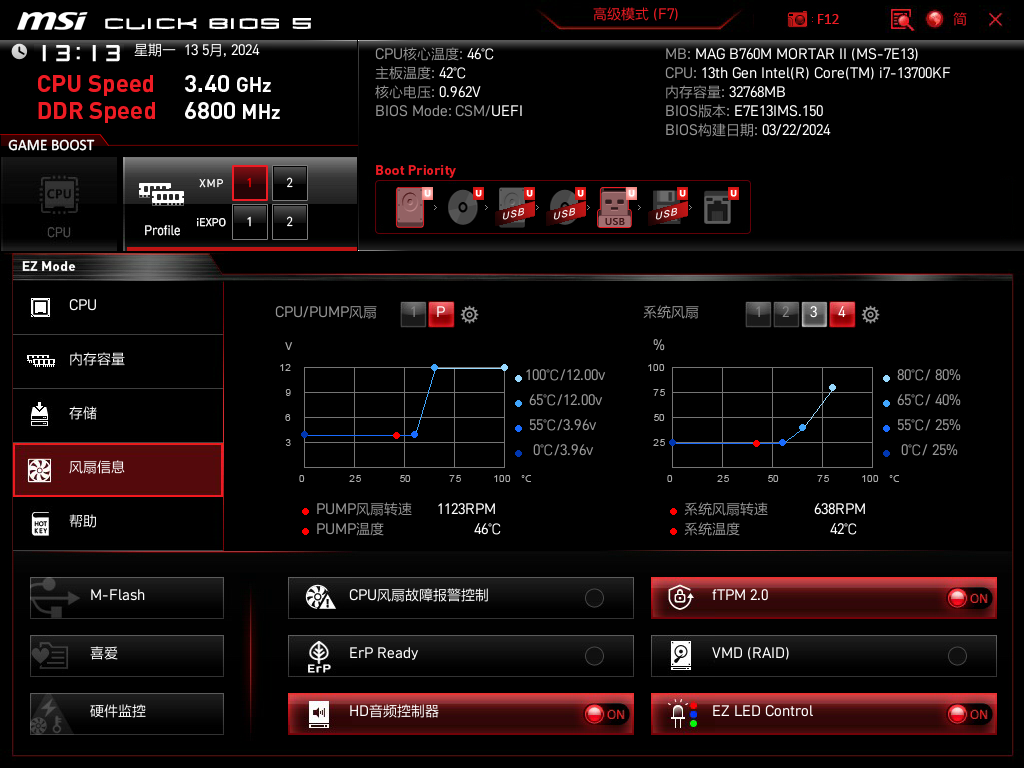 msi CLICK BIOS 5
高级模式 (F7)
F12
简
13:13 星期一 13 5月, 2024
CPU Speed 3.40 GHz
DDR Speed 6800 MHz
CPU核心温度: 46℃
主板温度: 42℃
核心电压: 0.962V
BIOS Mode: CSM/UEFI
MB: MAG B760M MORTAR II (MS-7E13)
CPU: 13th Gen Intel(R) Core(TM) i7-13700KF
内存容量: 32768MB
BIOS版本: E7E13IMS.150
BIOS构建日期: 03/22/2024
GAME BOOST
CPU
CPU
XMP 1 2
iEXPO 1 2
Profile
Boot Priority
U U U U U U U
USB USB USB USB
EZ Mode
CPU
内存容量
存储
风扇信息
HOT KEY
帮助
CPU/PUMP风扇 1 P
V
12
9
6
3
0 25 50 75 100 ℃
100℃/12.00v
65℃/12.00v
55℃/3.96v
0℃/3.96v
PUMP风扇转速 1123RPM
PUMP温度 46℃
系统风扇 1 2 3 4
%
100
75
50
25
0 25 50 75 100 ℃
80℃/ 80%
65℃/ 40%
55℃/ 25%
0℃/ 25%
系统风扇转速 638RPM
系统温度 42℃
M-Flash
喜爱
硬件监控
CPU风扇故障报警控制
ErP Ready
ErP
HD音频控制器 ON
fTPM 2.0 ON
VMD (RAID)
EZ LED Control ON